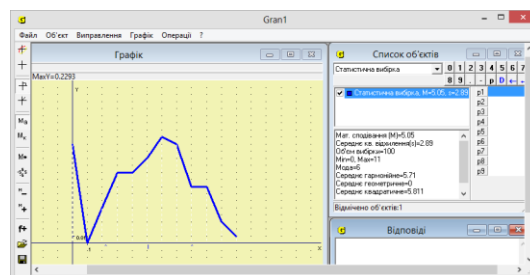 Gran1
Файл Об'єкт Виправлення Графік Операції ?
Графік
MaxY=0.2293
Y
X
Список об'єктів
Статистична вибірка
0 1 2 3 4 5 6 7
8 9 . - p D ← ←
Статистична вибірка, M=5.05, s=2.89
p1
p2
p3
p4
p5
p6
p7
p8
p9
Мат. сподівання (M)=5.05
Середнє кв. відхилення(s)=2.89
Об'єм вибірки=100
Min=0, Max=11
Мода=6
Середнє гармонійне=5.71
Середнє геометричне=0
Середнє квадратичне=5.811
Відмічено об'єктів:1
Відповіді